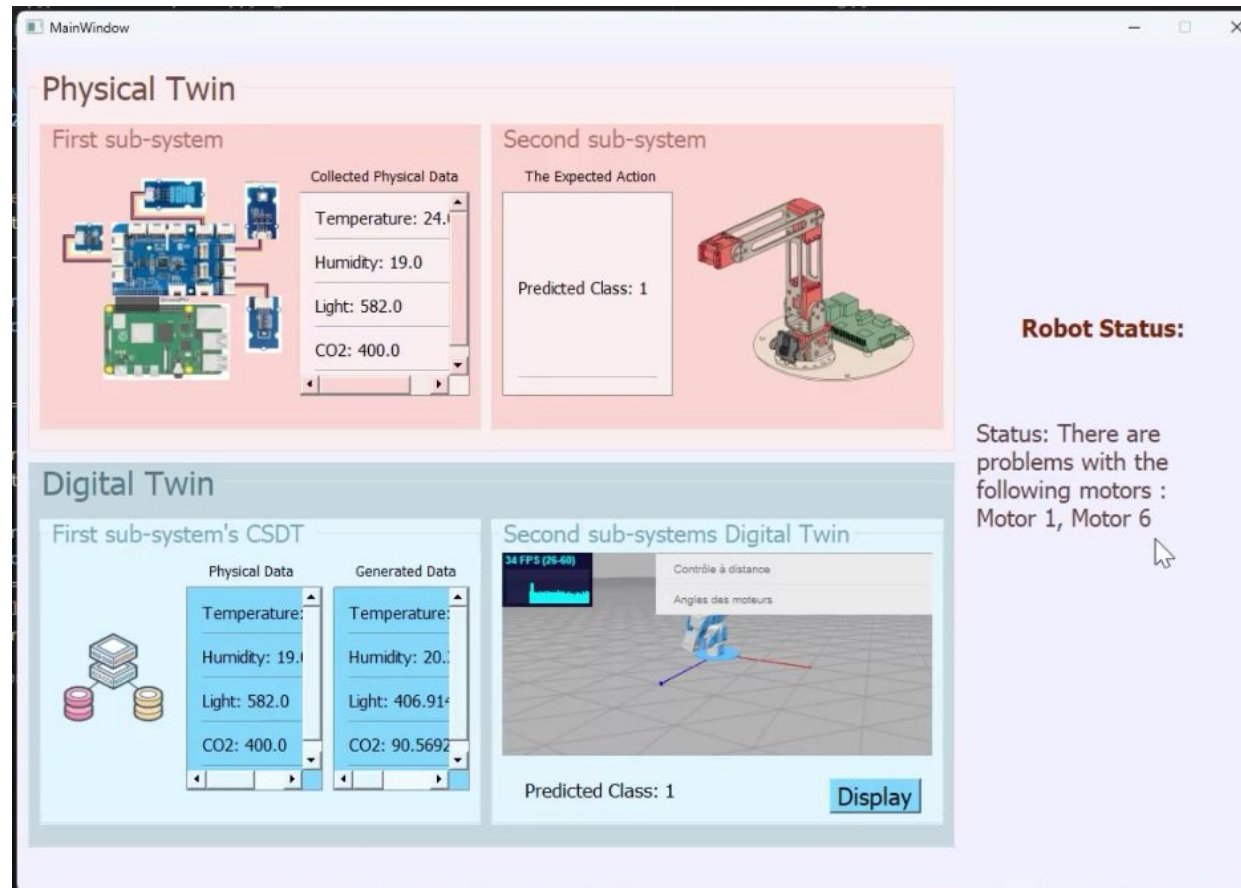 MainWindow
Physical Twin
First sub-system
Collected Physical Data
Temperature: 24.
Humidity: 19.0
Light: 582.0
CO2: 400.0
Second sub-system
The Expected Action
Predicted Class: 1
Robot Status:
Status: There are
problems with the
following motors :
Motor 1, Motor 6
Digital Twin
First sub-system's CSDT
Physical Data
Temperature:
Humidity: 19.
Light: 582.0
CO2: 400.0
Generated Data
Temperature:
Humidity: 20.
Light: 406.914
CO2: 90.5692
Second sub-systems Digital Twin
34 FPS (26-60)
Contrôle à distance
Angles des moteurs
Predicted Class: 1
Display